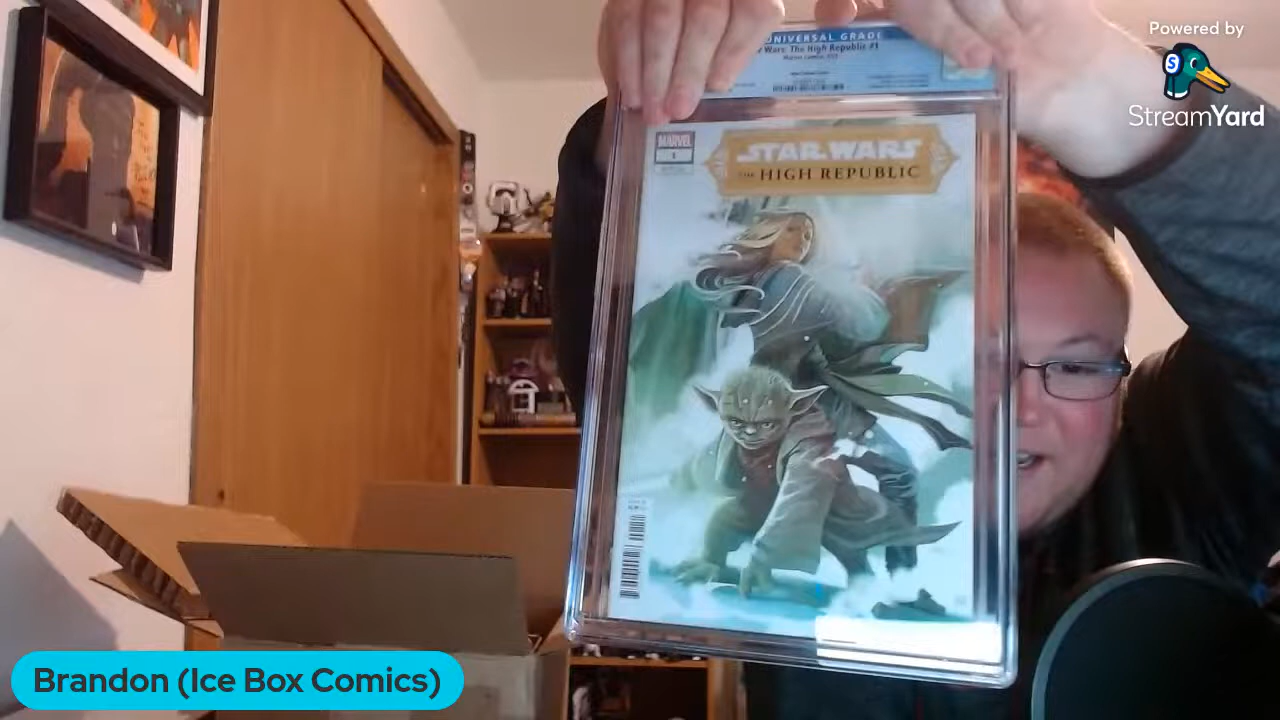 Powered by
StreamYard
UNIVERSAL GRADE
Wars: The High Republic #1
MARVEL
1
STAR WARS
THE HIGH REPUBLIC
Brandon (Ice Box Comics)